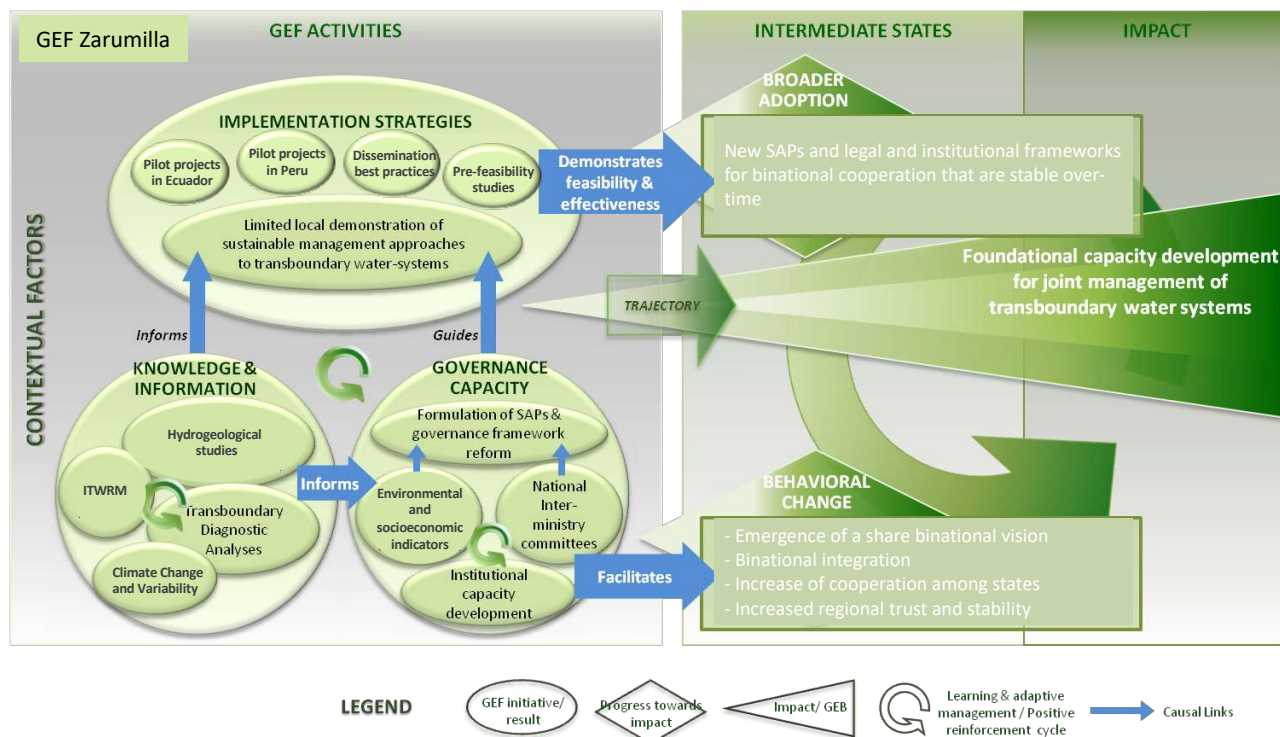 GEF Zarumilla
GEF ACTIVITIES
INTERMEDIATE STATES
IMPACT
CONTEXTUAL FACTORS
IMPLEMENTATION STRATEGIES
Pilot projects
in Ecuador
Pilot projects
in Peru
Dissemination
best practices
Pre-feasibility
studies
Limited local demonstration of
sustainable management approaches
to transboundary water-systems
Demonstrates
feasibility &
effectiveness
BROADER
ADOPTION
New SAPs and legal and institutional frameworks
for binational cooperation that are stable over-
time
TRAJECTORY
Foundational capacity development
for joint management of
transboundary water systems
Informs
Guides
KNOWLEDGE &
INFORMATION
Hydrogeological
studies
ITWRM
Transboundary
Diagnostic
Analyses
Climate Change
and Variability
Informs
GOVERNANCE
CAPACITY
Formulation of SAPs &
governance framework
reform
Environmental
and
socioeconomic
indicators
National
Inter-
ministry
committees
Institutional
capacity
development
Facilitates
BEHAVIORAL
CHANGE
- Emergence of a share binational vision
- Binational integration
- Increase of cooperation among states
- Increased regional trust and stability
LEGEND
GEF initiative/
result
Progress towards
impact
Impact/ GEB
Learning & adaptive
management / Positive
reinforcement cycle
Causal Links